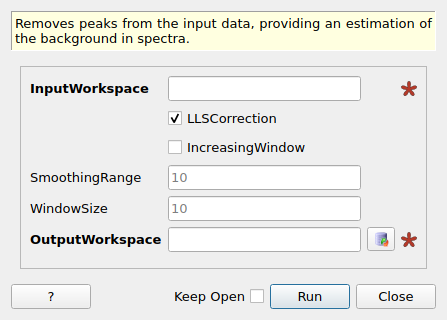 Removes peaks from the input data, providing an estimation of
the background in spectra.
InputWorkspace
LLSCorrection
IncreasingWindow
SmoothingRange 10
WindowSize 10
OutputWorkspace
? Keep Open Run Close